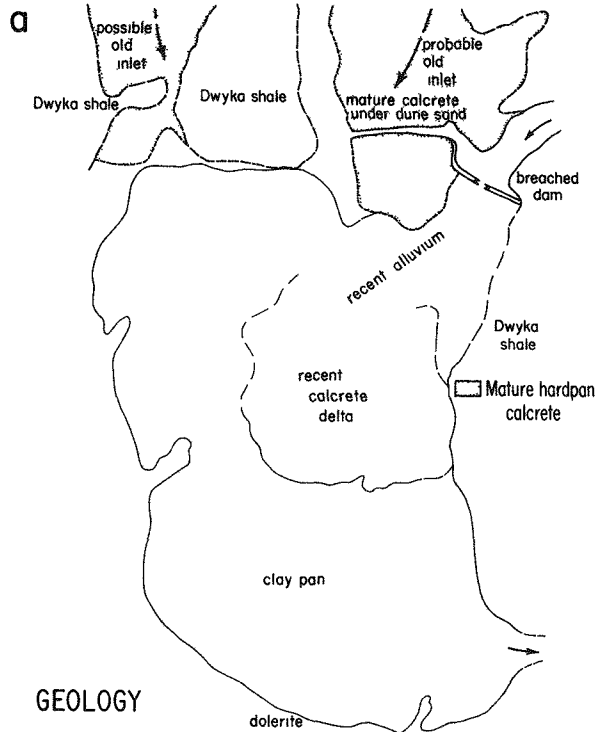 a
possible
old
inlet
probable
old
inlet
Dwyka shale
Dwyka shale
mature calcrete
under dune sand
breached
dam
recent alluvium
Dwyka
shale
recent
calcrete
delta
Mature hardpan
calcrete
clay pan
GEOLOGY
dolerite